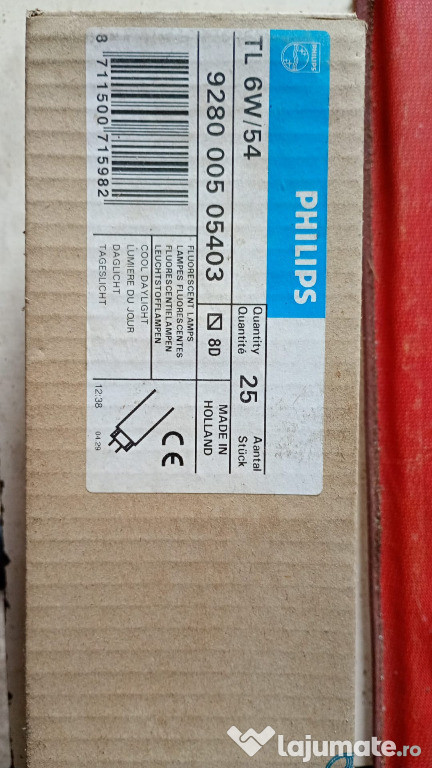 PHILIPS
PHILIPS
TL 6W/54
9280 005 05403
8 711500 715982
Quantity
Quantité
25
Aantal
Stück
8D
MADE IN
HOLLAND
FLUORESCENT LAMPS
LAMPES FLUORESCENTES
FLUORESCENTIELAMPEN
LEUCHTSTOFFLAMPEN
COOL DAYLIGHT
LUMIERE DU JOUR
DAGLICHT
TAGESLICHT
CE
12:38
04.29
lajumate.ro